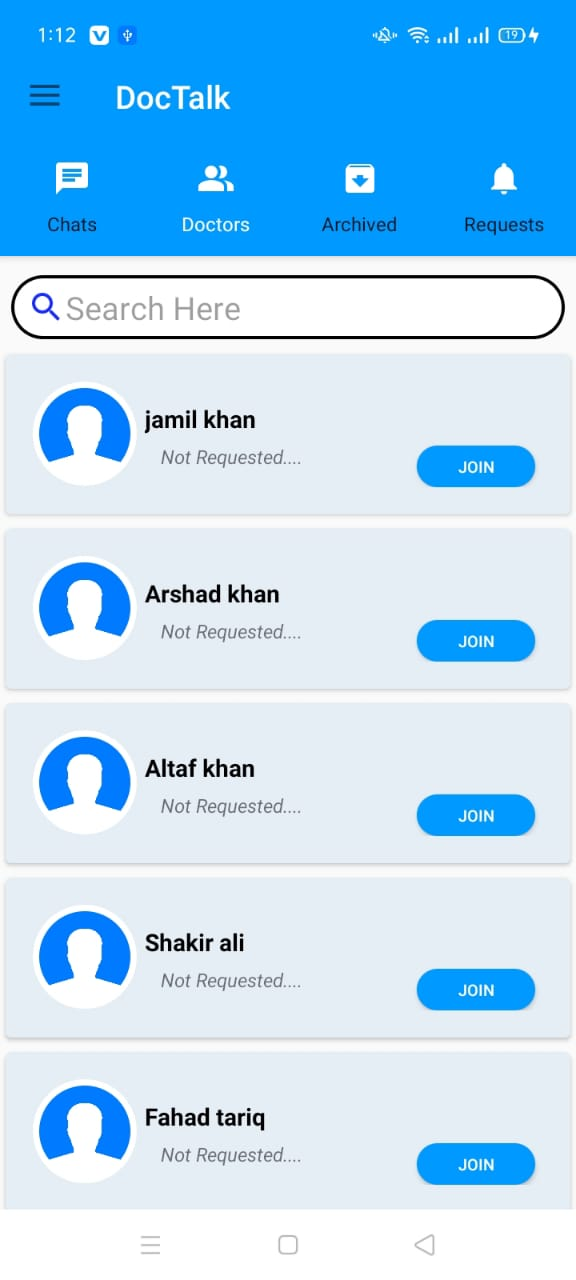 1:12
19
DocTalk
Chats Doctors Archived Requests
Search Here
jamil khan
Not Requested....
JOIN
Arshad khan
Not Requested....
JOIN
Altaf khan
Not Requested....
JOIN
Shakir ali
Not Requested....
JOIN
Fahad tariq
Not Requested....
JOIN